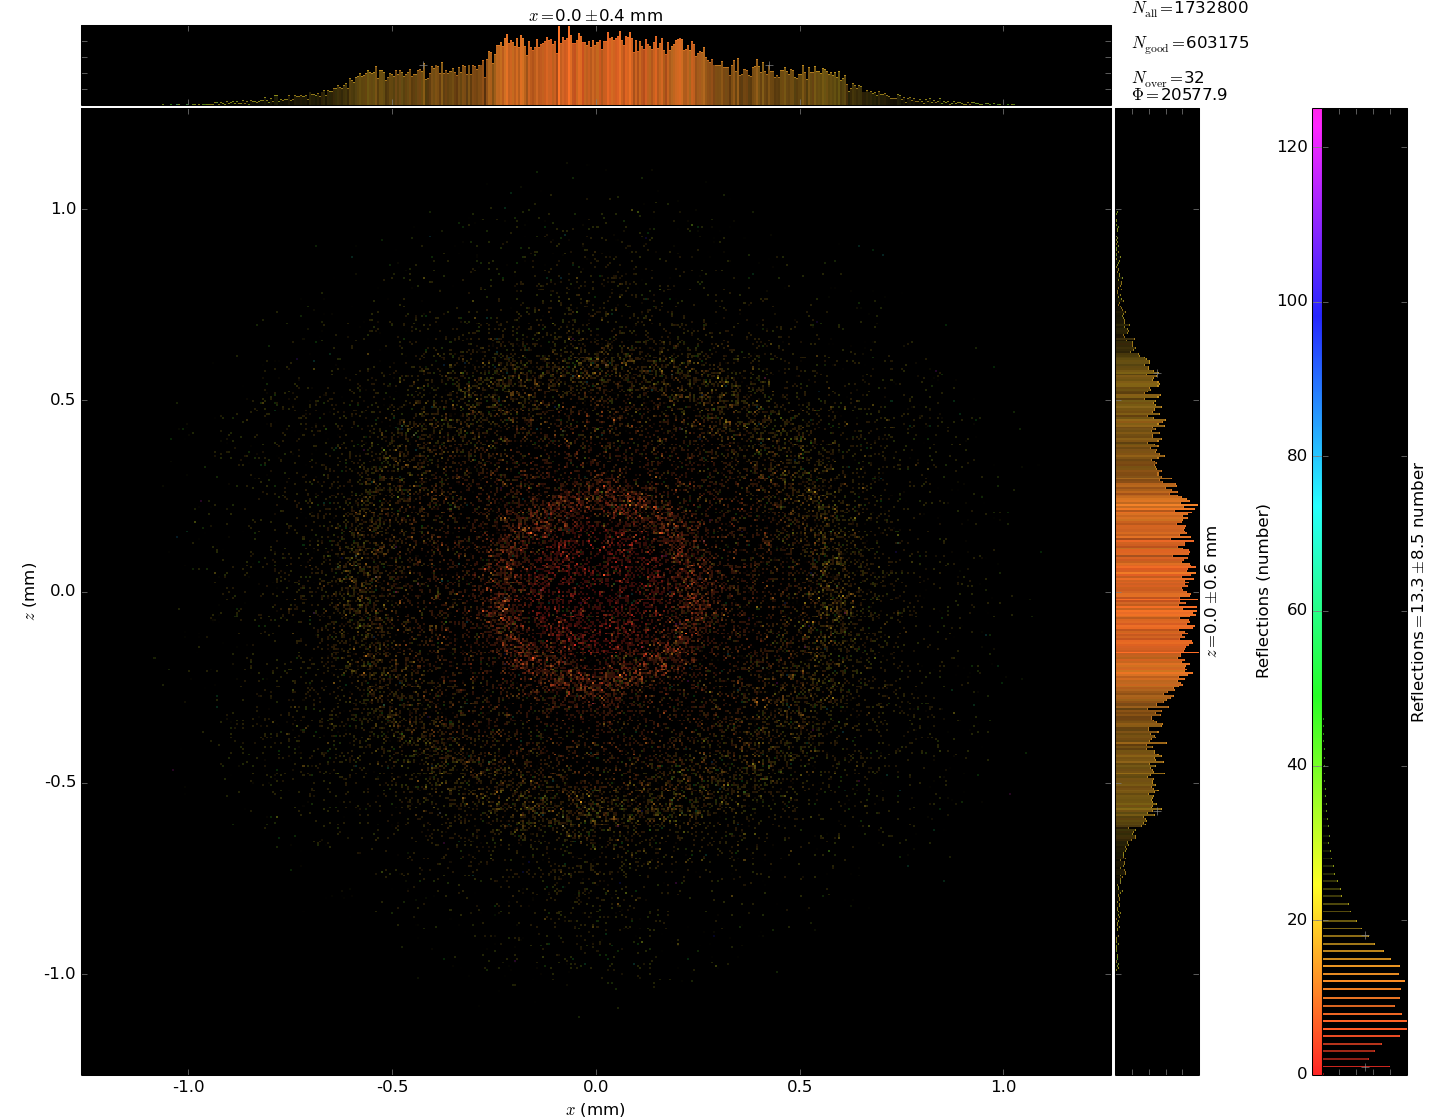 x=0.0±0.4 mm
N_all=1732800
N_good=603175
N_over=32
Φ=20577.9
z (mm)
1.0
0.5
0.0
-0.5
-1.0
-1.0 -0.5 0.0 0.5 1.0
x (mm)
z=0.0±0.6 mm
Reflections (number)
120
100
80
60
40
20
0
Reflections=13.3±8.5 number